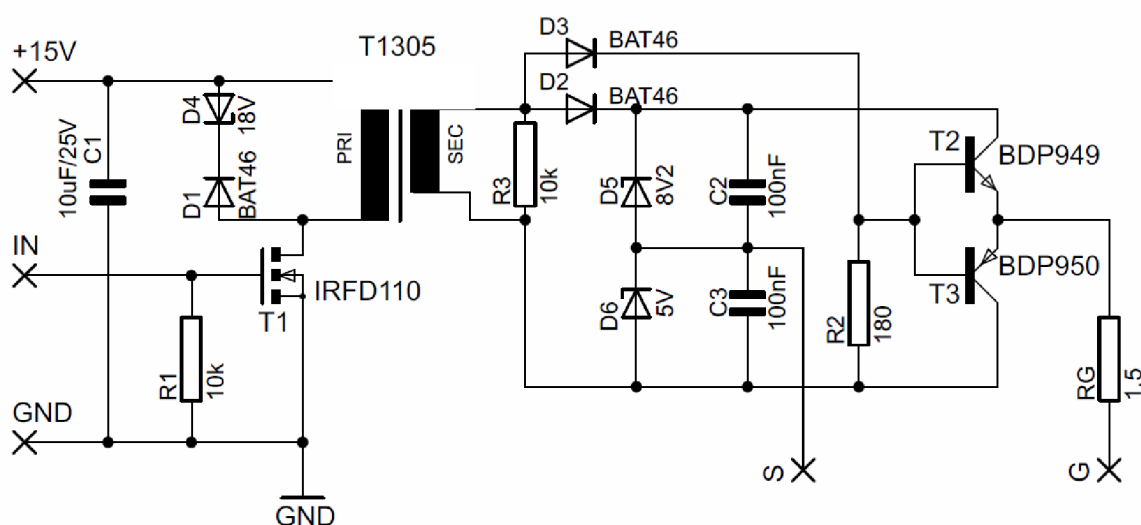 +15V
T1305
D3
BAT46
D2
BAT46
D4
18V
C1
10uF/25V
D1
BAT46
PRI
SEC
R3
10k
D5
8V2
C2
100nF
T2
BDP949
IN
IRFD110
T1
D6
5V
C3
100nF
T3
BDP950
R2
180
R1
10k
RG
1.5
GND
GND
S
G